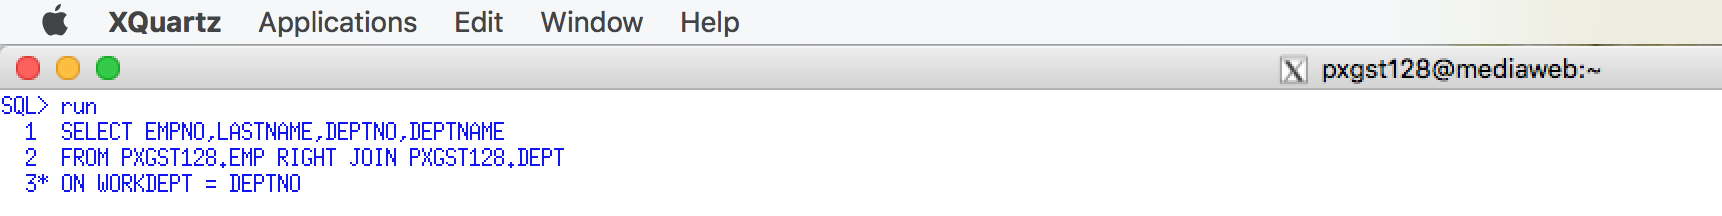 XQuartz Applications Edit Window Help
X pxgst128@mediaweb:~
SQL> run
1 SELECT EMPNO,LASTNAME,DEPTNO,DEPTNAME
2 FROM PXGST128.EMP RIGHT JOIN PXGST128.DEPT
3* ON WORKDEPT = DEPTNO